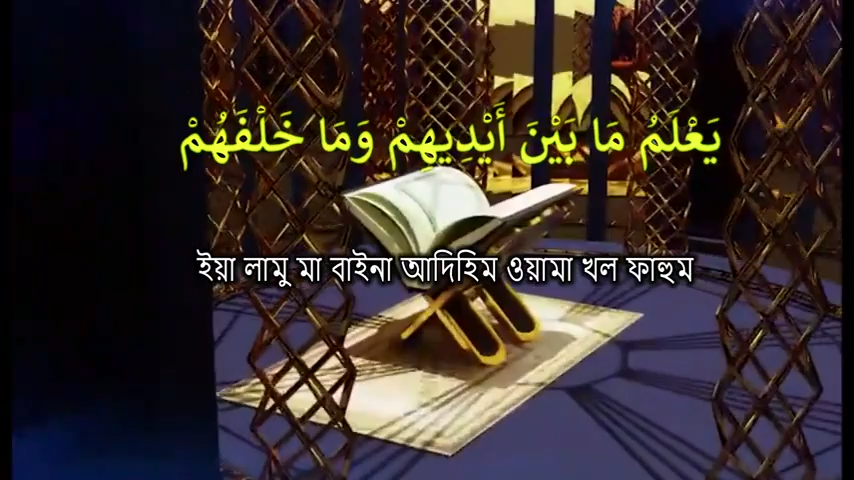 يَعْلَمُ مَا بَيْنَ أَيْدِيهِمْ وَمَا خَلْفَهُمْ
ইয়া লামু মা বাইনা আদিহিম ওয়ামা খল ফাহুম